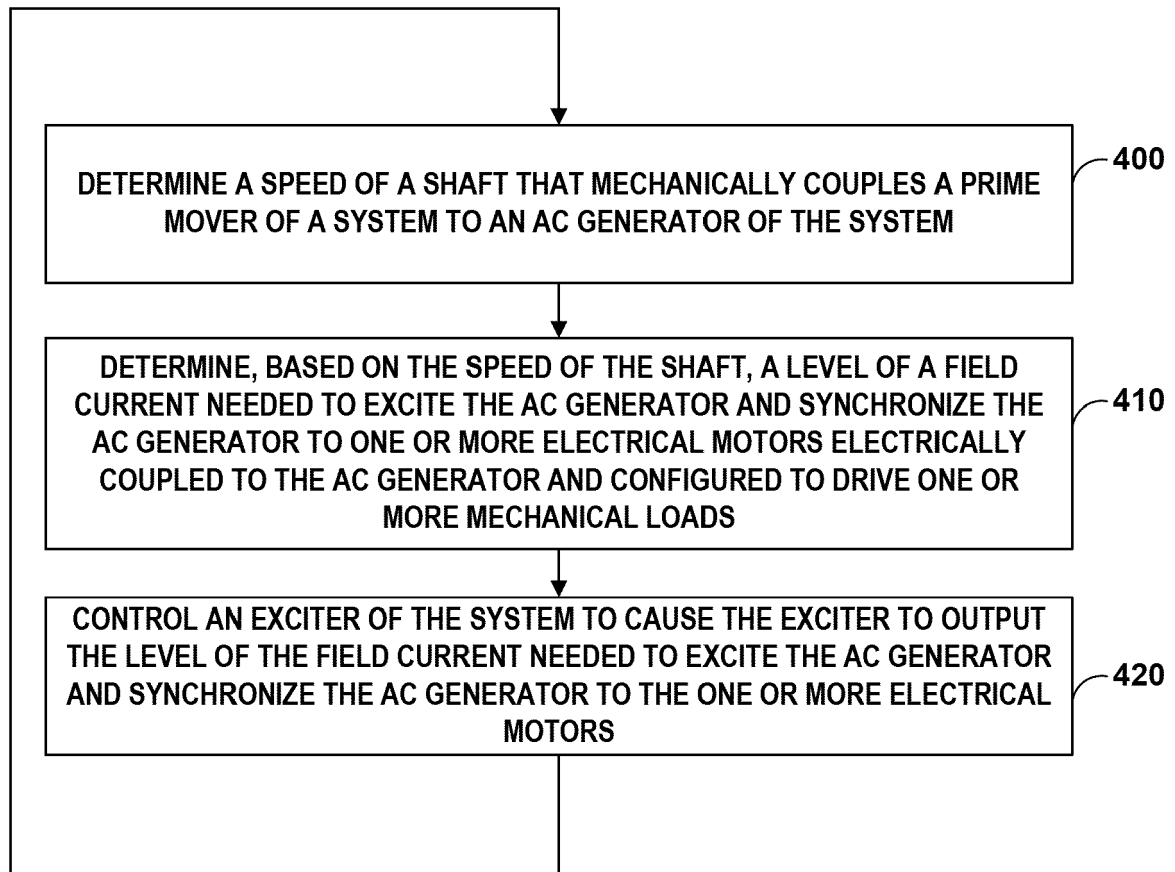 DETERMINE A SPEED OF A SHAFT THAT MECHANICALLY COUPLES A PRIME
MOVER OF A SYSTEM TO AN AC GENERATOR OF THE SYSTEM
400
DETERMINE, BASED ON THE SPEED OF THE SHAFT, A LEVEL OF A FIELD
CURRENT NEEDED TO EXCITE THE AC GENERATOR AND SYNCHRONIZE THE
AC GENERATOR TO ONE OR MORE ELECTRICAL MOTORS ELECTRICALLY
COUPLED TO THE AC GENERATOR AND CONFIGURED TO DRIVE ONE OR
MORE MECHANICAL LOADS
410
CONTROL AN EXCITER OF THE SYSTEM TO CAUSE THE EXCITER TO OUTPUT
THE LEVEL OF THE FIELD CURRENT NEEDED TO EXCITE THE AC GENERATOR
AND SYNCHRONIZE THE AC GENERATOR TO THE ONE OR MORE ELECTRICAL
MOTORS
420